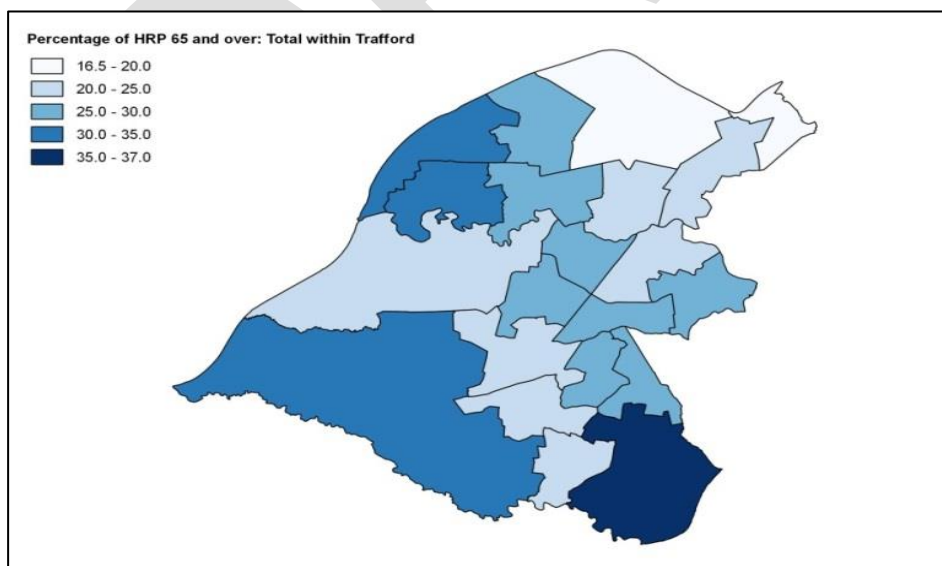 Percentage of HRP 65 and over: Total within Trafford
16.5 - 20.0
20.0 - 25.0
25.0 - 30.0
30.0 - 35.0
35.0 - 37.0